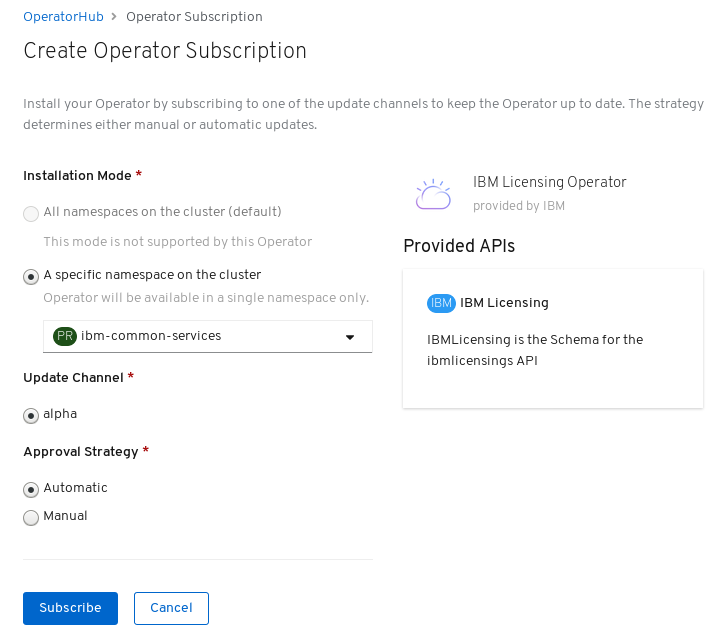 OperatorHub > Operator Subscription
Create Operator Subscription
Install your Operator by subscribing to one of the update channels to keep the Operator up to date. The strategy
determines either manual or automatic updates.
Installation Mode *
All namespaces on the cluster (default)
This mode is not supported by this Operator
A specific namespace on the cluster
Operator will be available in a single namespace only.
PR ibm-common-services
Update Channel *
alpha
Approval Strategy *
Automatic
Manual
Subscribe Cancel
IBM Licensing Operator
provided by IBM
Provided APIs
IBM IBM Licensing
IBMLicensing is the Schema for the
ibmlicensings API